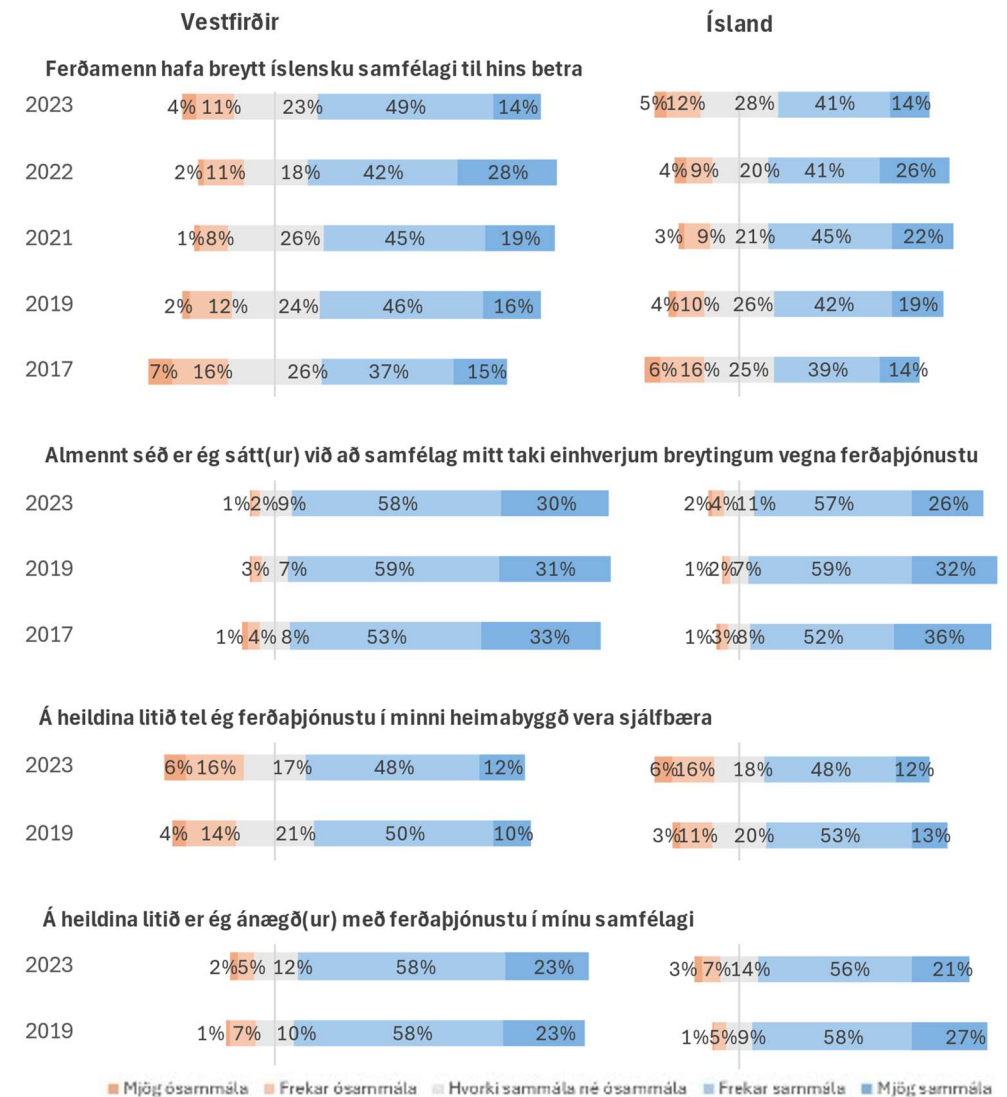 Vestfirðir Ísland
Ferðamenn hafa breytt íslensku samfélagi til hins betra
2023 4% 11% 23% 49% 14% 5% 12% 28% 41% 14%
2022 2% 11% 18% 42% 28% 4% 9% 20% 41% 26%
2021 1% 8% 26% 45% 19% 3% 9% 21% 45% 22%
2019 2% 12% 24% 46% 16% 4% 10% 26% 42% 19%
2017 7% 16% 26% 37% 15% 6% 16% 25% 39% 14%
Almennt séð er ég sátt(ur) við að samfélag mitt taki einhverjum breytingum vegna ferðaþjónustu
2023 1% 2% 9% 58% 30% 2% 4% 11% 57% 26%
2019 3% 7% 59% 31% 1% 2% 7% 59% 32%
2017 1% 4% 8% 53% 33% 1% 3% 8% 52% 36%
Á heildina litið tel ég ferðaþjónustu í minni heimabyggð vera sjálfbæra
2023 6% 16% 17% 48% 12% 6% 16% 18% 48% 12%
2019 4% 14% 21% 50% 10% 3% 11% 20% 53% 13%
Á heildina litið er ég ánægð(ur) með ferðaþjónustu í mínu samfélagi
2023 2% 5% 12% 58% 23% 3% 7% 14% 56% 21%
2019 1% 7% 10% 58% 23% 1% 5% 9% 58% 27%
Mjög ósammála Frekar ósammála Hvorki sammála né ósammála Frekar sammála Mjög sammála